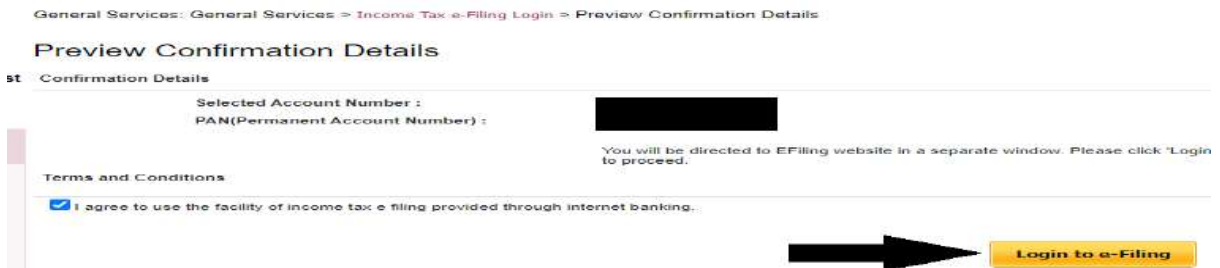 General Services: General Services > Income Tax e-Filing Login > Preview Confirmation Details
Preview Confirmation Details
st
Confirmation Details
Selected Account Number :
PAN(Permanent Account Number) :
You will be directed to EFiling website in a separate window. Please click 'Login
to proceed.
Terms and Conditions
I agree to use the facility of income tax e filing provided through internet banking.
Login to e-Filing